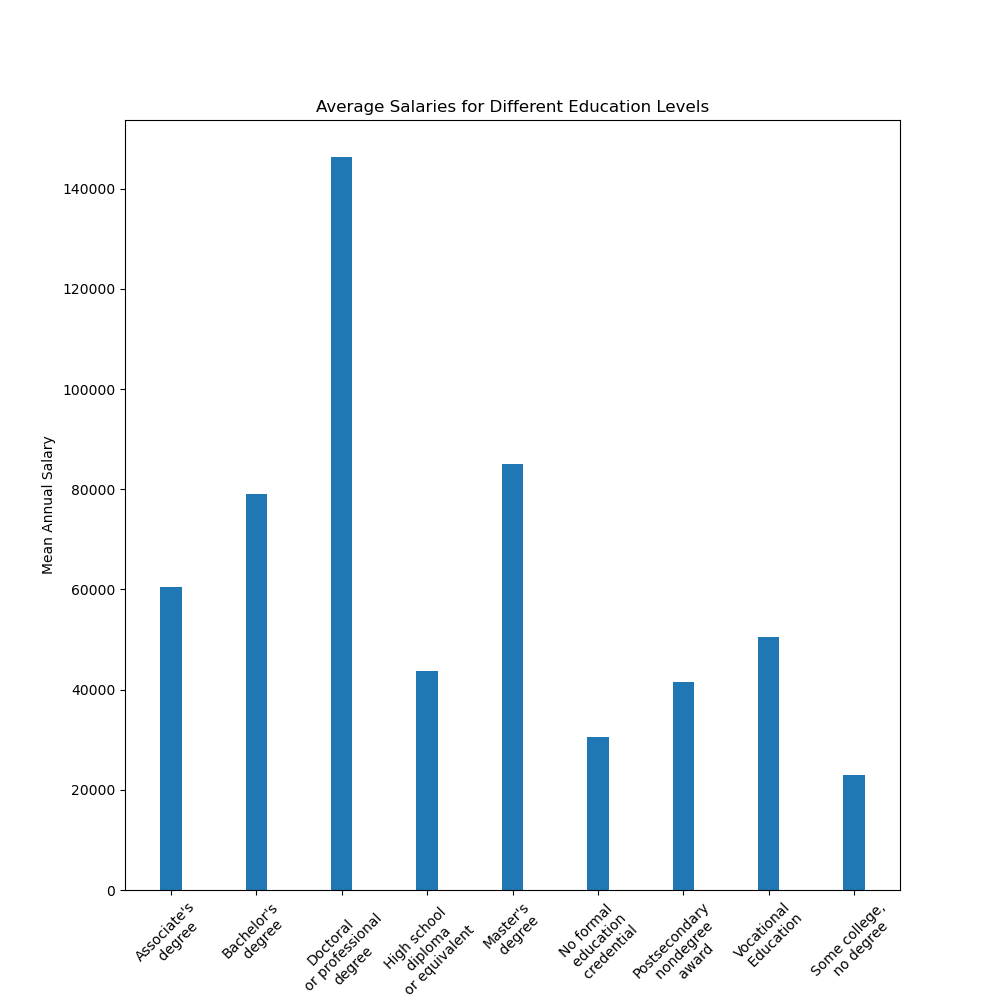 Average Salaries for Different Education Levels
Mean Annual Salary
140000
120000
100000
80000
60000
40000
20000
0
Associate's
degree
Bachelor's
degree
Doctoral
or professional
degree
High school
diploma
or equivalent
Master's
degree
No formal
education
credential
Postsecondary
nondegree
award
Vocational
Education
Some college,
no degree